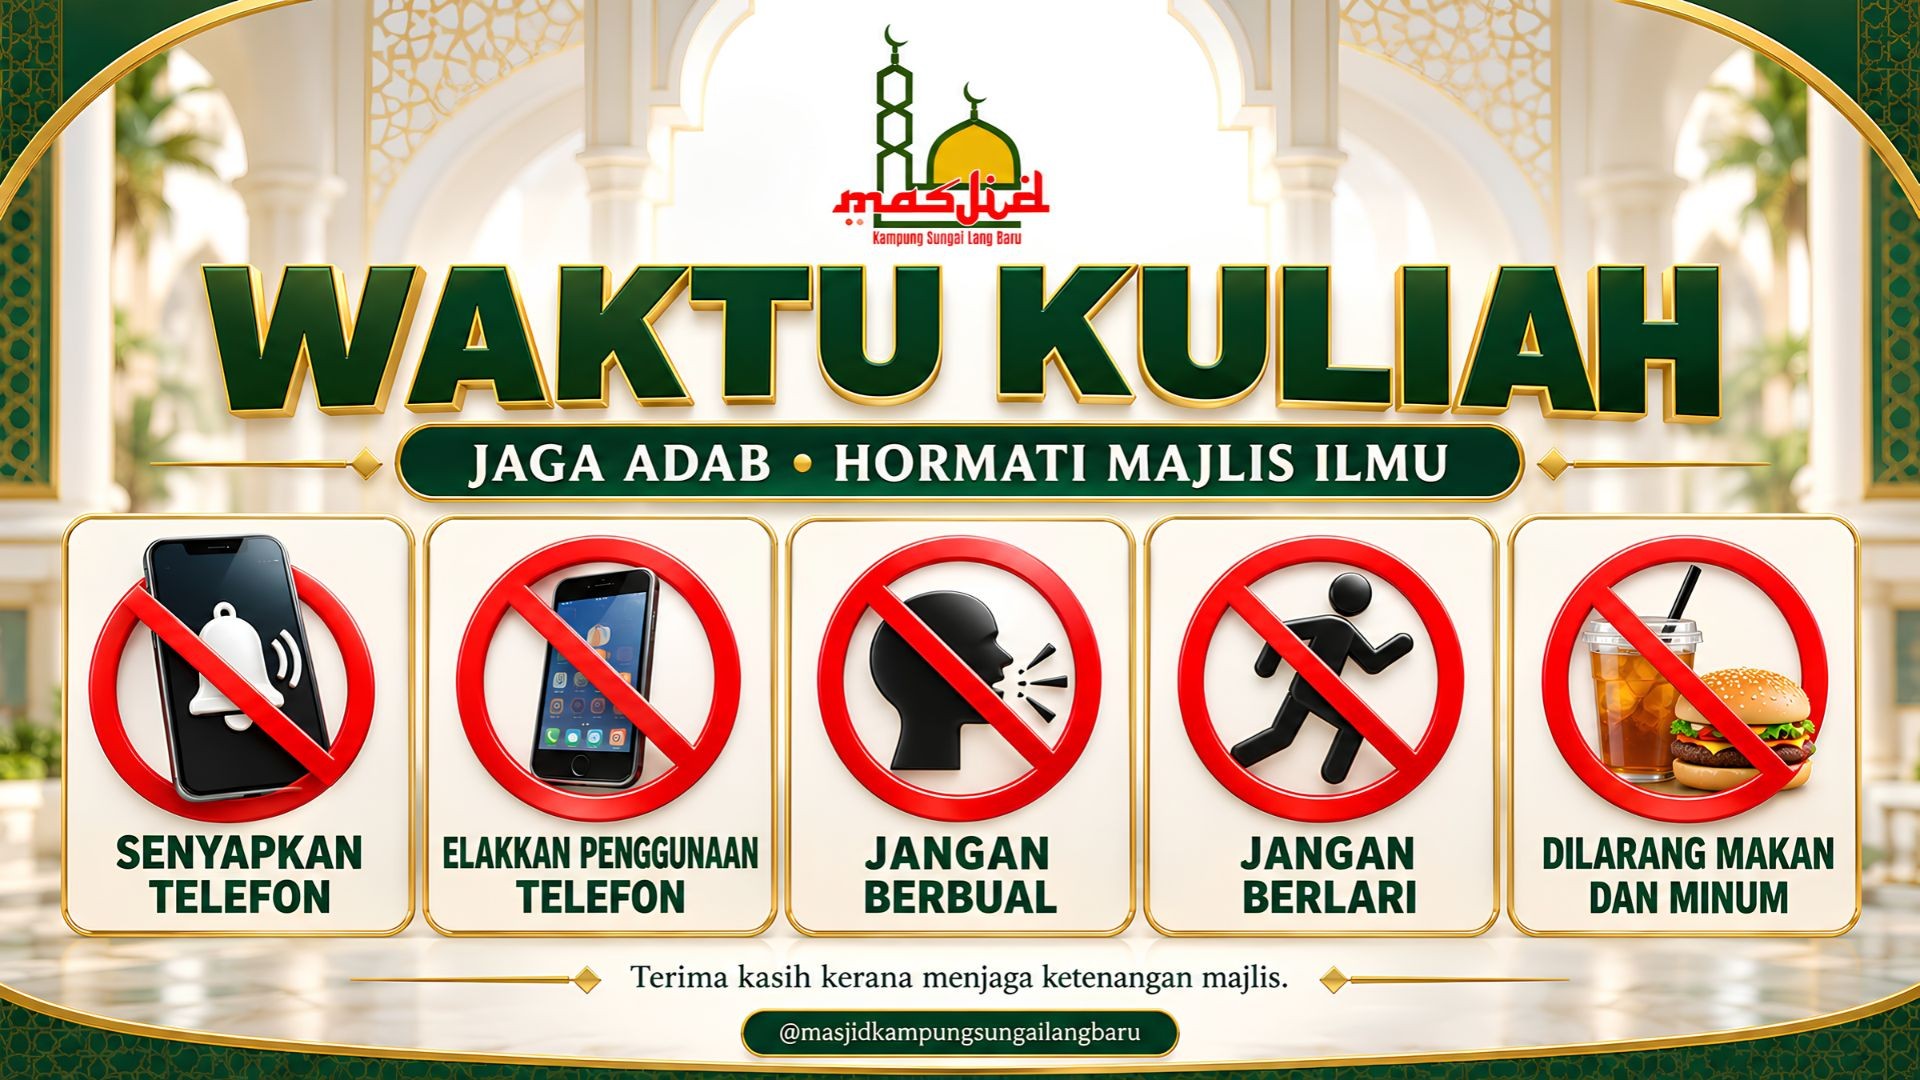 masjid
Kampung Sungai Lang Baru
WAKTU KULIAH
JAGA ADAB • HORMATI MAJLIS ILMU
SENYAPKAN
TELEFON
ELAKKAN PENGGUNAAN
TELEFON
JANGAN
BERBUAL
JANGAN
BERLARI
DILARANG MAKAN
DAN MINUM
Terima kasih kerana menjaga ketenangan majlis.
@masjidkampungsungailangbaru